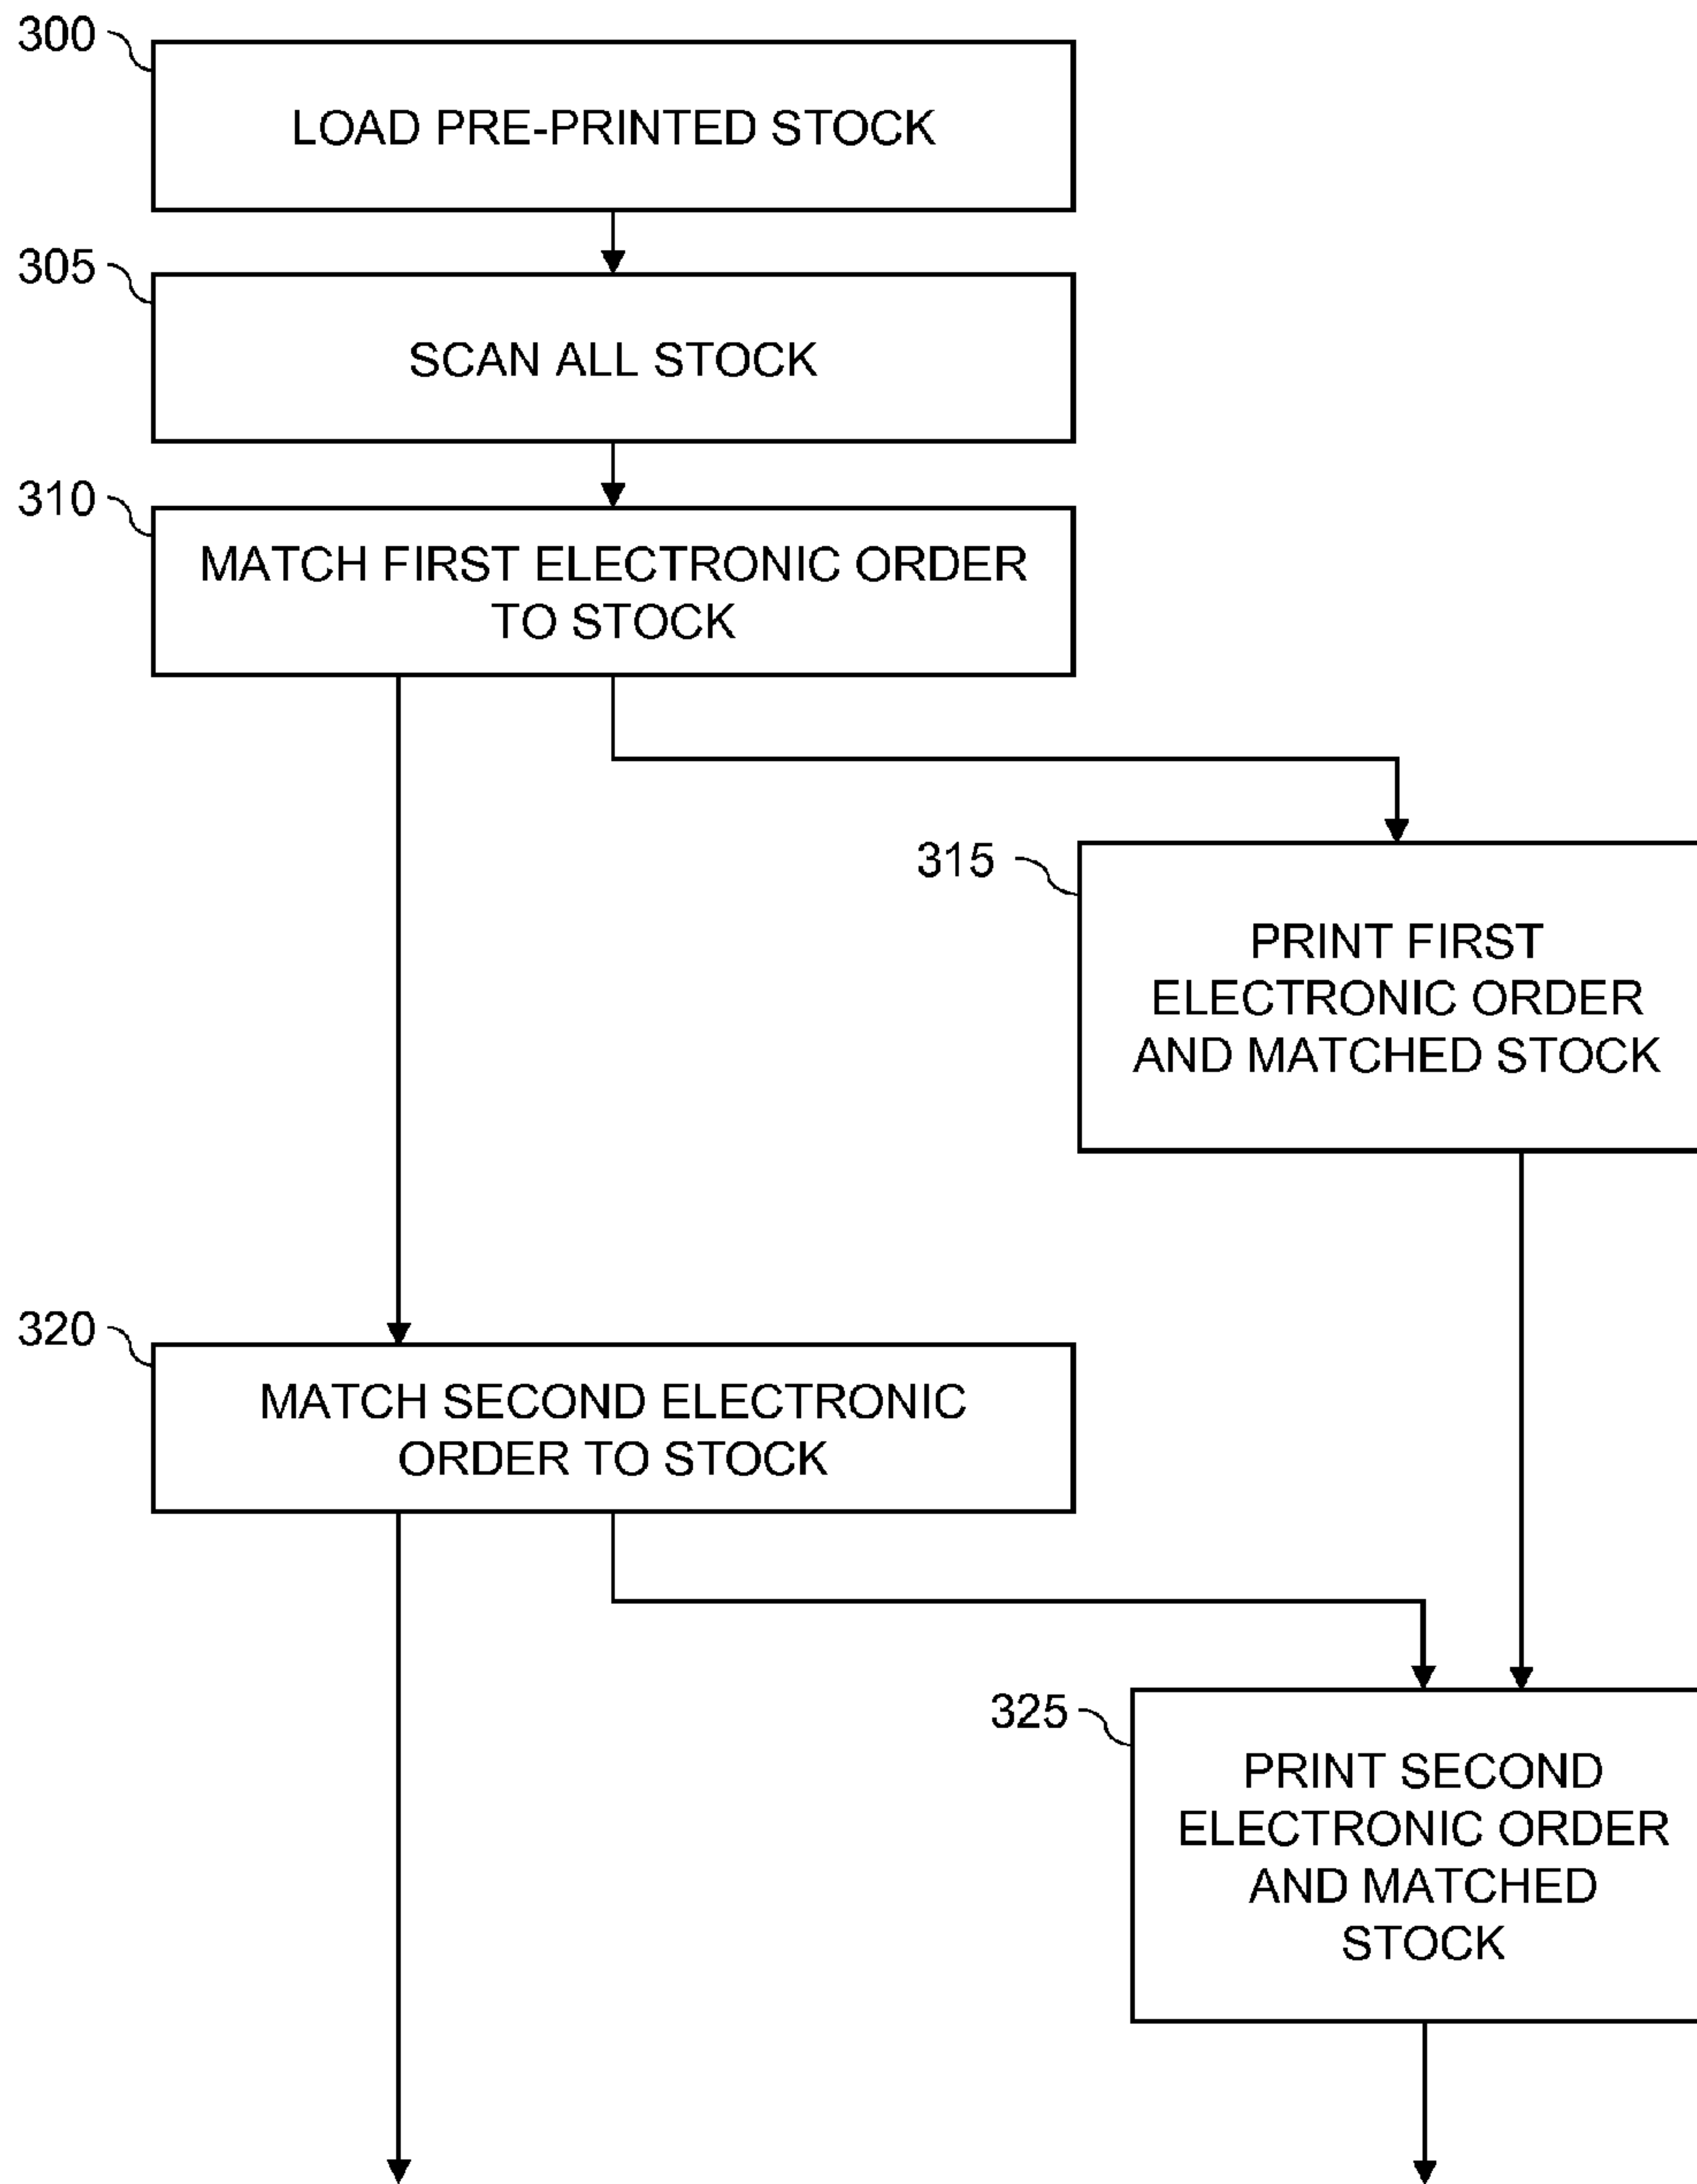 300
LOAD PRE-PRINTED STOCK
305
SCAN ALL STOCK
310
MATCH FIRST ELECTRONIC ORDER
TO STOCK
315
PRINT FIRST
ELECTRONIC ORDER
AND MATCHED STOCK
320
MATCH SECOND ELECTRONIC
ORDER TO STOCK
325
PRINT SECOND
ELECTRONIC ORDER
AND MATCHED
STOCK